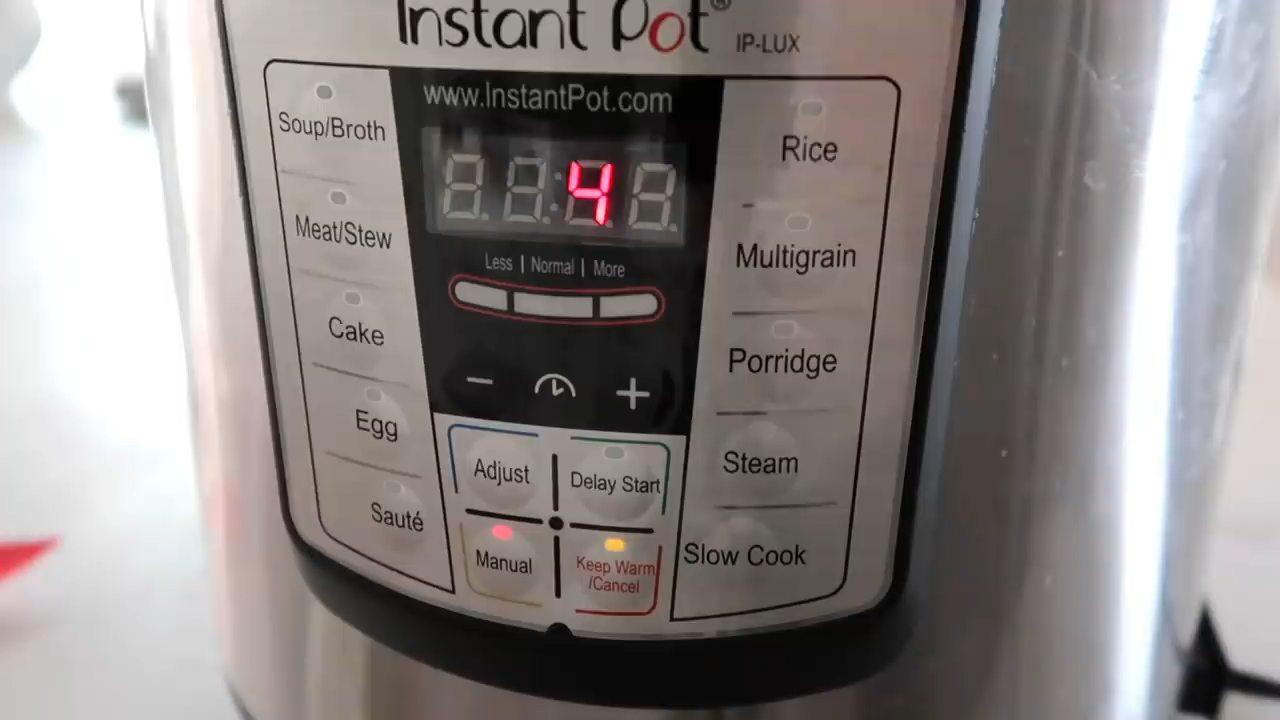 Instant Pot® IP-LUX
www.InstantPot.com
Soup/Broth
Meat/Stew
Cake
Egg
Sauté
4
Less | Normal | More
− +
Adjust
Delay Start
Manual
Keep Warm
/Cancel
Rice
Multigrain
Porridge
Steam
Slow Cook